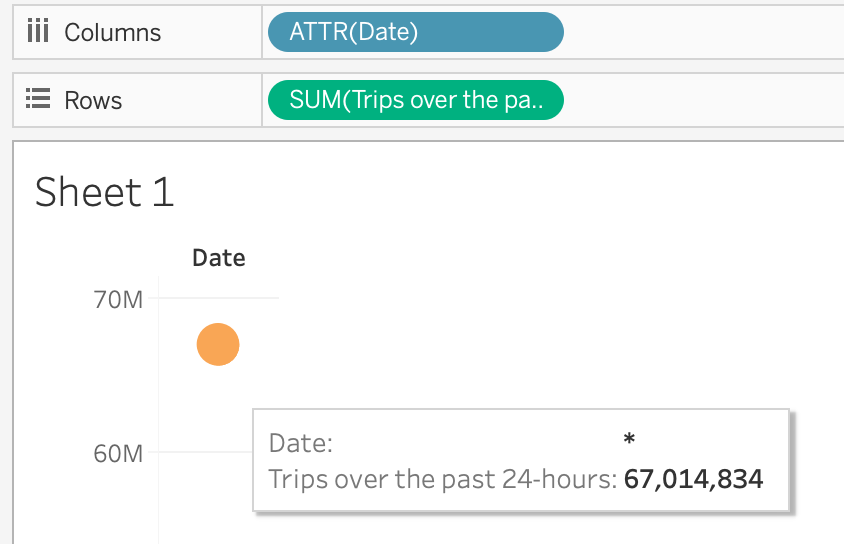 Columns
ATTR(Date)
Rows
SUM(Trips over the pa..
Sheet 1
Date
70M
60M
Date: *
Trips over the past 24-hours: 67,014,834